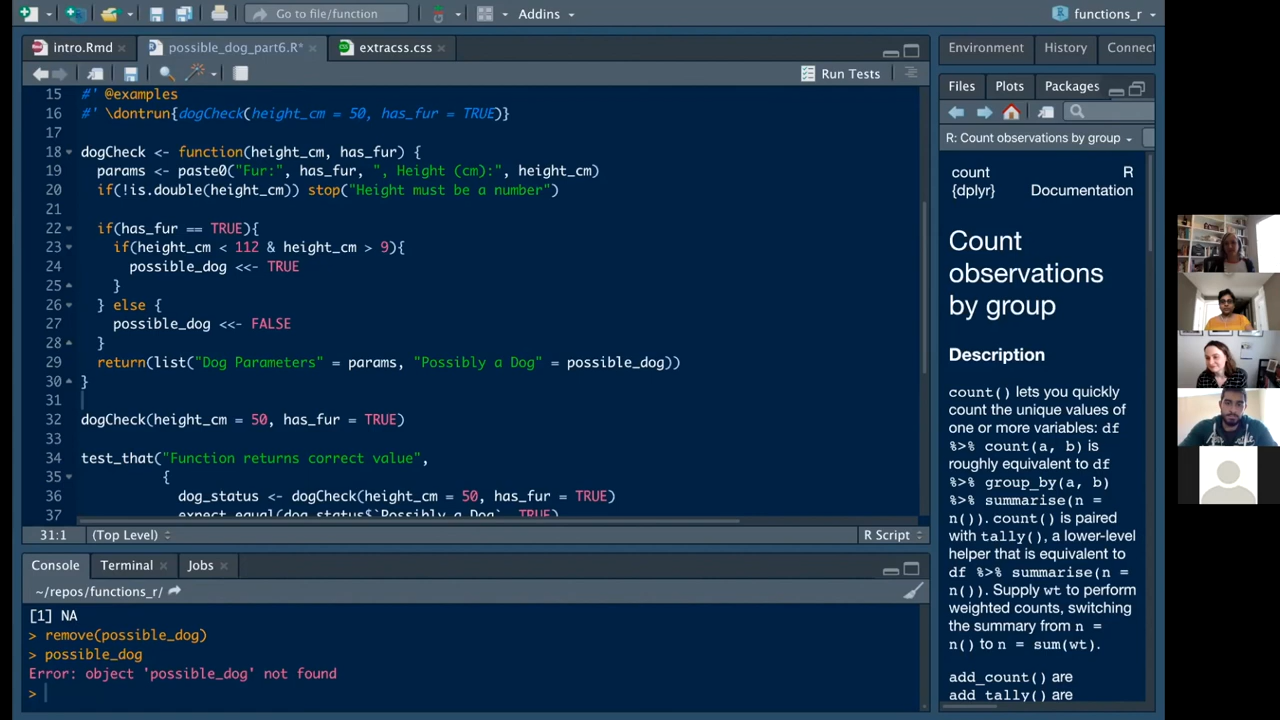 Go to file/function
Addins
functions_r
intro.Rmd
possible_dog_part6.R*
extracss.css
Run Tests
15 #' @examples
16 #' \dontrun{dogCheck(height_cm = 50, has_fur = TRUE)}
17
18 dogCheck <- function(height_cm, has_fur) {
19 params <- paste0("Fur:", has_fur, ", Height (cm):", height_cm)
20 if(!is.double(height_cm)) stop("Height must be a number")
21
22 if(has_fur == TRUE){
23 if(height_cm < 112 & height_cm > 9){
24 possible_dog <<- TRUE
25 }
26 } else {
27 possible_dog <<- FALSE
28 }
29 return(list("Dog Parameters" = params, "Possibly a Dog" = possible_dog))
30 }
31
32 dogCheck(height_cm = 50, has_fur = TRUE)
33
34 test_that("Function returns correct value",
35 {
36 dog_status <- dogCheck(height_cm = 50, has_fur = TRUE)
37 expect_equal(dog_status$`Possibly a Dog`, TRUE)
31:1 (Top Level)
R Script
Console Terminal Jobs
~/repos/functions_r/
[1] NA
> remove(possible_dog)
> possible_dog
Error: object 'possible_dog' not found
>
Environment History Connect
Files Plots Packages
R: Count observations by group
count R
{dplyr} Documentation
Count
observations
by group
Description
count() lets you quickly
count the unique values of
one or more variables: df
%>% count(a, b) is
roughly equivalent to df
%>% group_by(a, b)
%>% summarise(n =
n()). count() is paired
with tally(), a lower-level
helper that is equivalent to
df %>% summarise(n =
n()). Supply wt to perform
weighted counts, switching
the summary from n =
n() to n = sum(wt).
add_count() are
add_tally() are